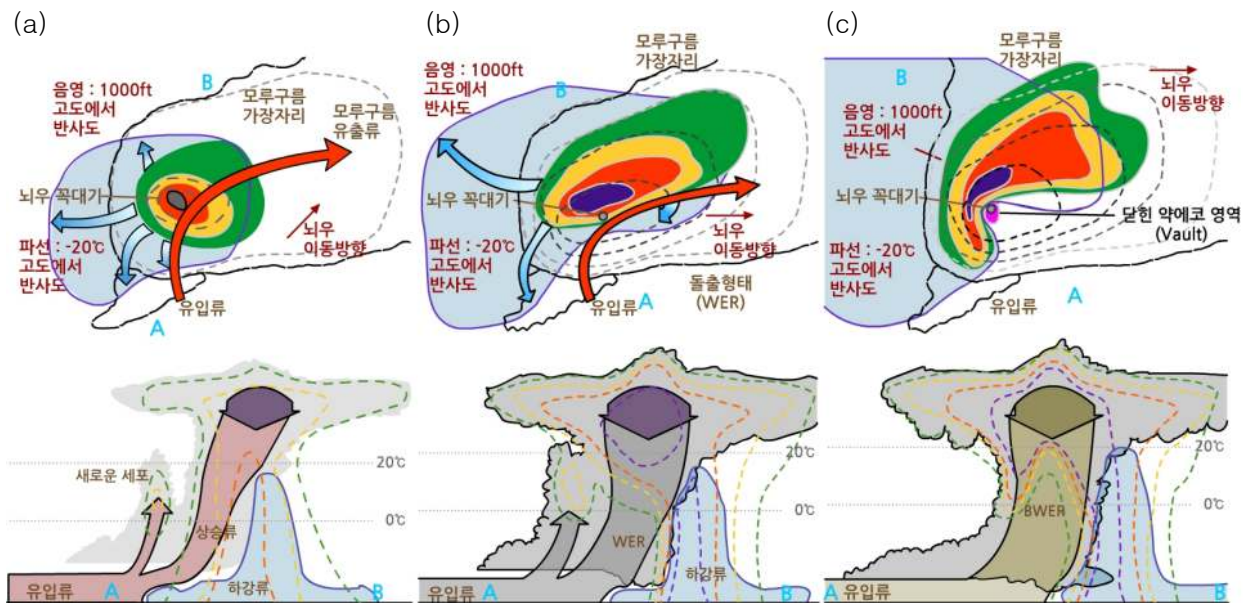 (a)
B
음영 : 1000ft
고도에서
반사도
모루구름
가장자리
모루구름
유출류
뇌우 꼭대기
파선 : -20℃
고도에서
반사도
뇌우
이동방향
유입류
A
새로운 세포
상승류
20℃
0℃
유입류
A
하강류
B
(b)
모루구름
가장자리
B
음영 : 1000ft
고도에서
반사도
뇌우 꼭대기
파선 : -20℃
고도에서
반사도
뇌우
이동방향
유입류
A
돌출형태
(WER)
20℃
0℃
WER
유입류
A
하강류
B
(c)
모루구름
가장자리
B
뇌우
이동방향
음영 : 1000ft
고도에서
반사도
뇌우 꼭대기
닫힌 약에코 영역
(Vault)
파선 : -20℃
고도에서
반사도
유입류
A
20℃
0℃
BWER
A
유입류
B